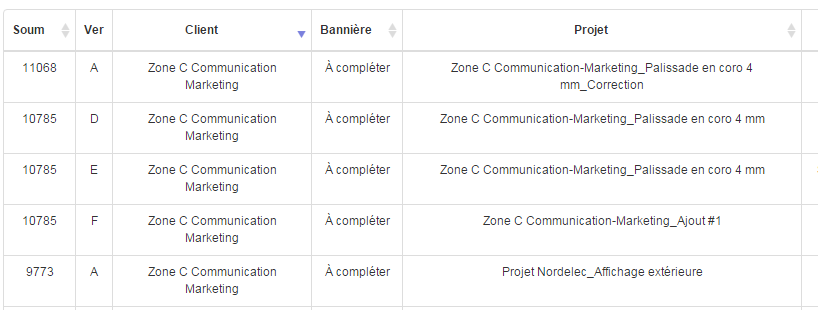 Soum Ver Client Bannière Projet
11068 A Zone C Communication À compléter Zone C Communication-Marketing_Palissade en coro 4
Marketing mm_Correction
10785 D Zone C Communication À compléter Zone C Communication-Marketing_Palissade en coro 4 mm
Marketing
10785 E Zone C Communication À compléter Zone C Communication-Marketing_Palissade en coro 4 mm
Marketing
10785 F Zone C Communication À compléter Zone C Communication-Marketing_Ajout #1
Marketing
9773 A Zone C Communication À compléter Projet Nordelec_Affichage extérieure
Marketing